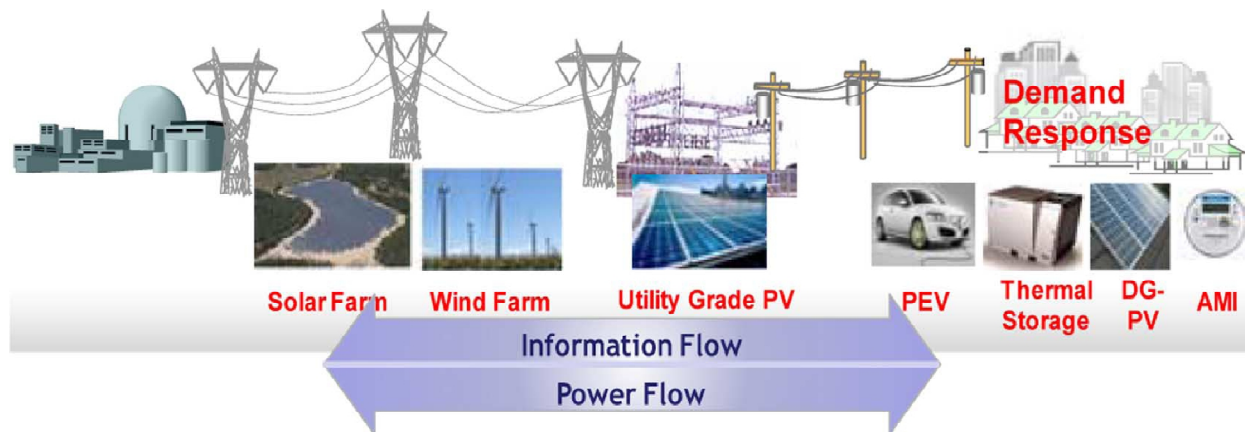 Demand
Response
Solar Farm
Wind Farm
Utility Grade PV
PEV
Thermal
Storage
DG-
PV
AMI
Information Flow
Power Flow